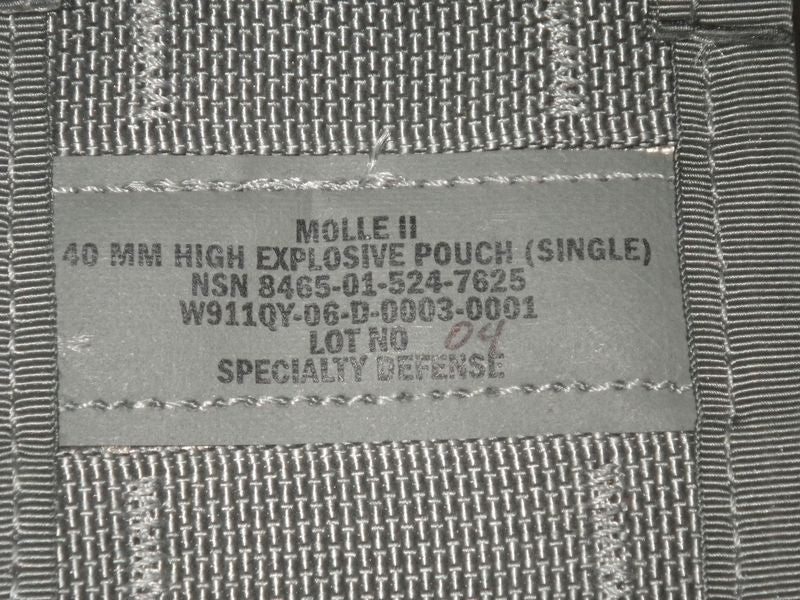 MOLLE II
40 MM HIGH EXPLOSIVE POUCH (SINGLE)
NSN 8465-01-524-7625
W911QY-06-D-0003-0001
LOT NO 04
SPECIALTY DEFENSE